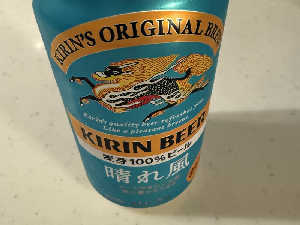 KIRIN'S ORIGINAL BREW
Kirin's quality beer, refreshes you
Like a pleasant breeze.
KIRIN BEER
麦芽100%ビール
晴れ風